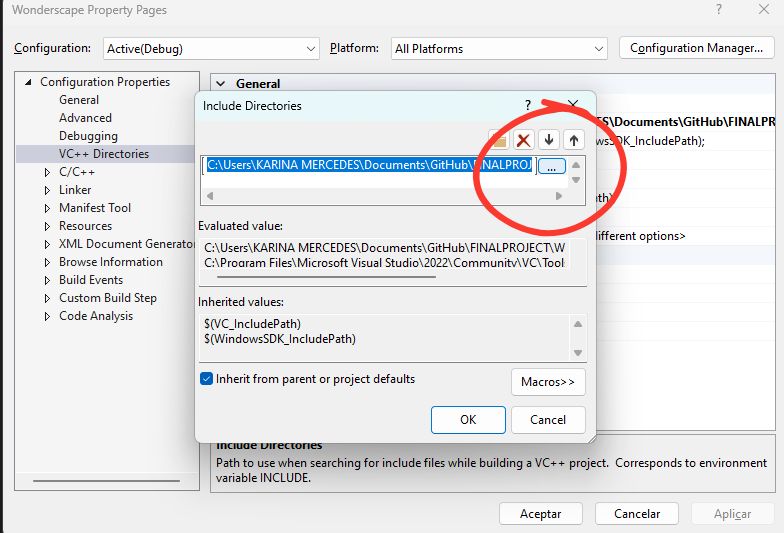 Wonderscape Property Pages ?
Configuration: Active(Debug) Platform: All Platforms Configuration Manager...
Configuration Properties
General
Advanced
Debugging
VC++ Directories
C/C++
Linker
Manifest Tool
Resources
XML Document Generator
Browse Information
Build Events
Custom Build Step
Code Analysis
General
ES\Documents\GitHub\FINALPR
wsSDK_IncludePath);
th)
different options>
Include Directories ?
C:\Users\KARINA MERCEDES\Documents\GitHub\FINALPROJ ...
Evaluated value:
C:\Users\KARINA MERCEDES\Documents\GitHub\FINALPROJECT\W
C:\Program Files\Microsoft Visual Studio\2022\Community\VC\Tools
Inherited values:
$(VC_IncludePath)
$(WindowsSDK_IncludePath)
Inherit from parent or project defaults
Macros>>
OK Cancel
Include Directories
Path to use when searching for include files while building a VC++ project. Corresponds to environment
variable INCLUDE.
Aceptar Cancelar Aplicar